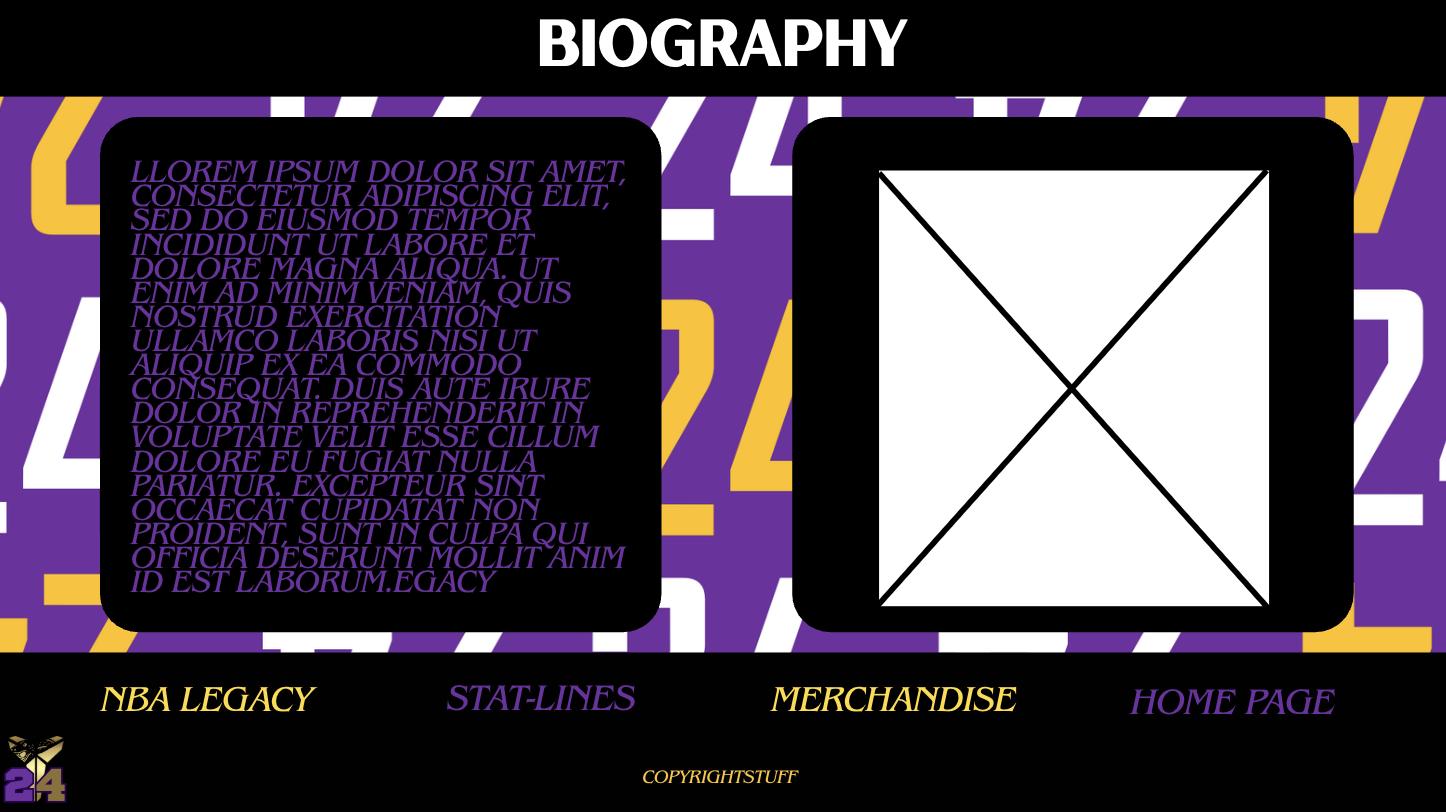 BIOGRAPHY
LLOREM IPSUM DOLOR SIT AMET,
CONSECTETUR ADIPISCING ELIT,
SED DO EIUSMOD TEMPOR
INCIDIDUNT UT LABORE ET
DOLORE MAGNA ALIQUA. UT
ENIM AD MINIM VENIAM, QUIS
NOSTRUD EXERCITATION
ULLAMCO LABORIS NISI UT
ALIQUIP EX EA COMMODO
CONSEQUAT. DUIS AUTE IRURE
DOLOR IN REPREHENDERIT IN
VOLUPTATE VELIT ESSE CILLUM
DOLORE EU FUGIAT NULLA
PARIATUR. EXCEPTEUR SINT
OCCAECAT CUPIDATAT NON
PROIDENT, SUNT IN CULPA QUI
OFFICIA DESERUNT MOLLIT ANIM
ID EST LABORUM.EGACY
24
24
NBA LEGACY
STAT-LINES
MERCHANDISE
HOME PAGE
24
COPYRIGHTSTUFF